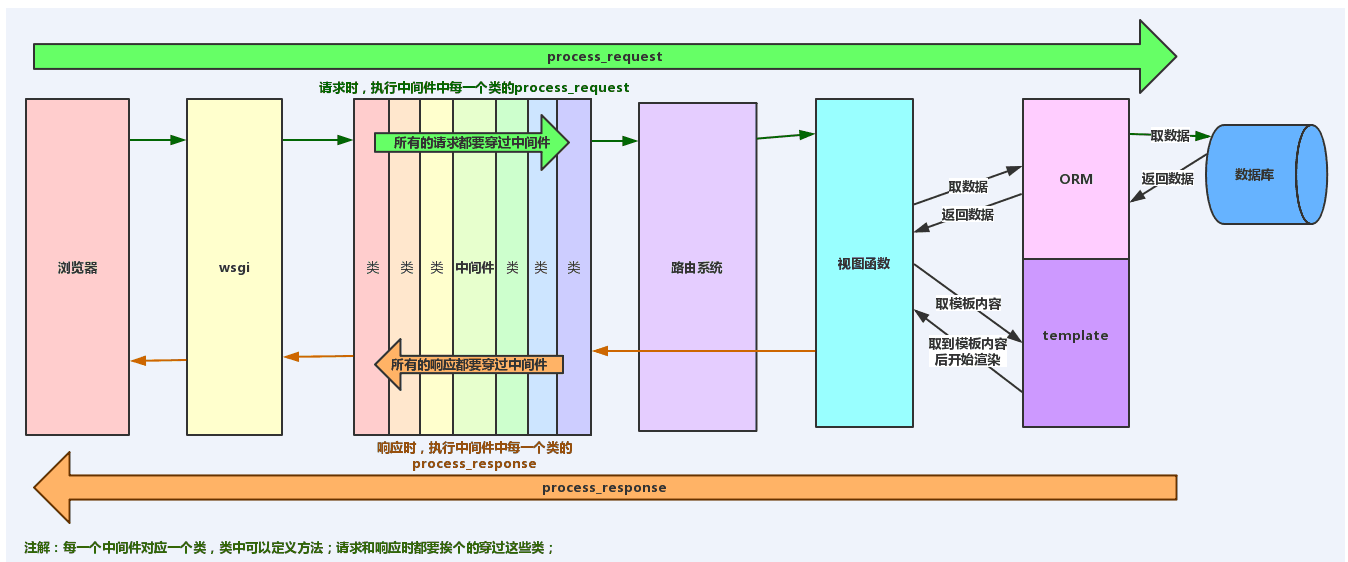 process_request
请求时，执行中间件中每一个类的process_request
所有的请求都要穿过中间件
取数据
取数据
返回数据
返回数据
ORM
数据库
浏览器
wsgi
类
类
类
中间件
类
类
类
路由系统
视图函数
取模板内容
template
取到模板内容
后开始渲染
所有的响应都要穿过中间件
响应时，执行中间件中每一个类的
process_response
process_response
注解：每一个中间件对应一个类，类中可以定义方法；请求和响应时都要挨个的穿过这些类；